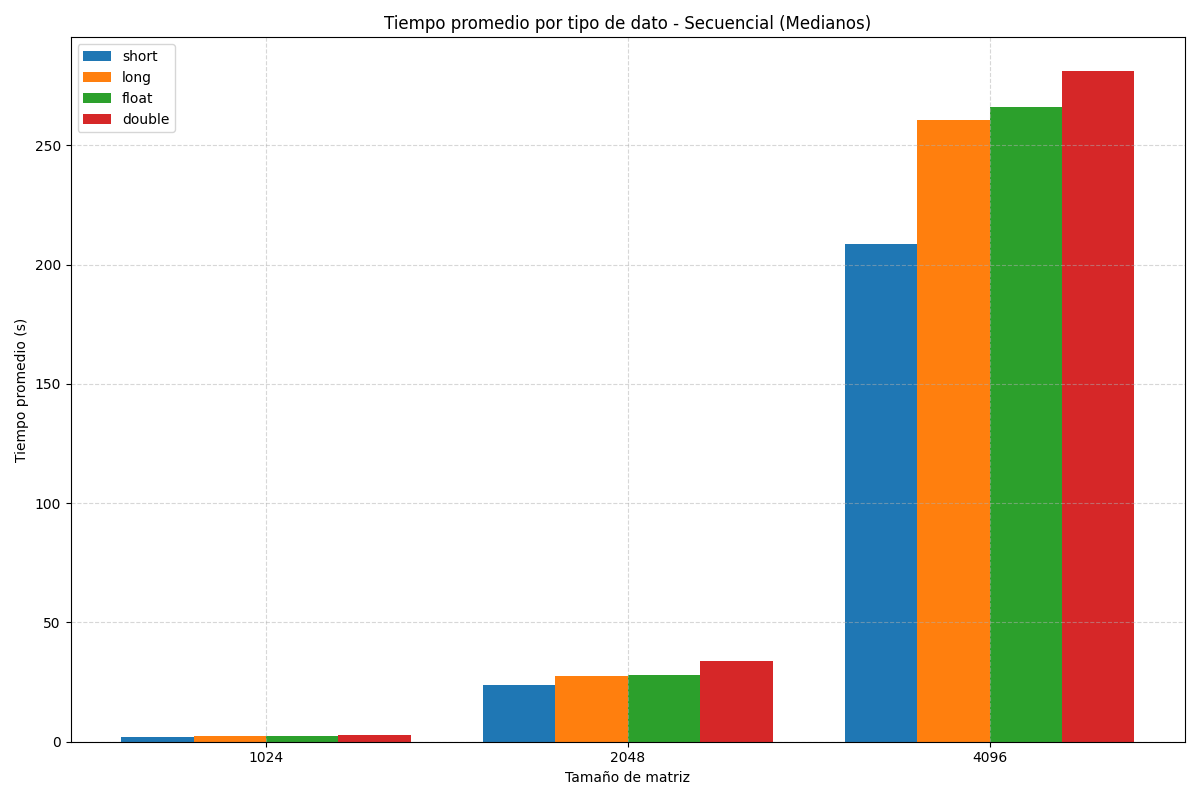 Tiempo promedio por tipo de dato - Secuencial (Medianos)
short
long
float
double
Tiempo promedio (s)
250
200
150
100
50
0
1024
2048
4096
Tamaño de matriz